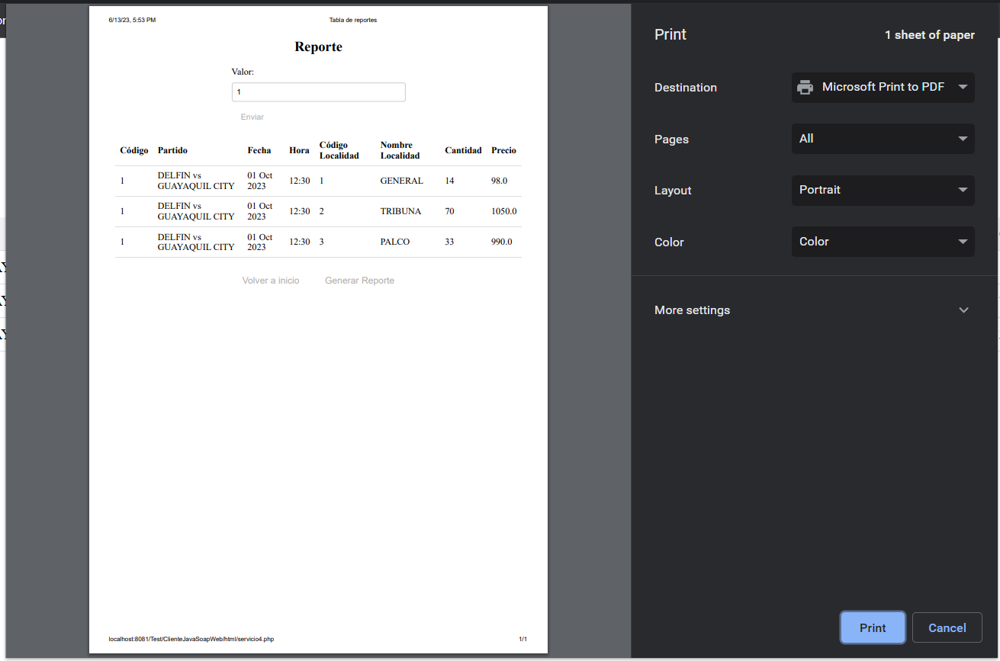 6/13/23, 5:53 PM
Tabla de reportes
Reporte
Valor:
1
Enviar
Código Partido Fecha Hora Código Localidad Nombre Localidad Cantidad Precio
1 DELFIN vs GUAYAQUIL CITY 01 Oct 2023 12:30 1 GENERAL 14 98.0
1 DELFIN vs GUAYAQUIL CITY 01 Oct 2023 12:30 2 TRIBUNA 70 1050.0
1 DELFIN vs GUAYAQUIL CITY 01 Oct 2023 12:30 3 PALCO 33 990.0
Volver a inicio Generar Reporte
localhost:8081/Test/ClienteJavaSoapWeb/html/servicio4.php 1/1
Print 1 sheet of paper
Destination Microsoft Print to PDF
Pages All
Layout Portrait
Color Color
More settings
Print Cancel